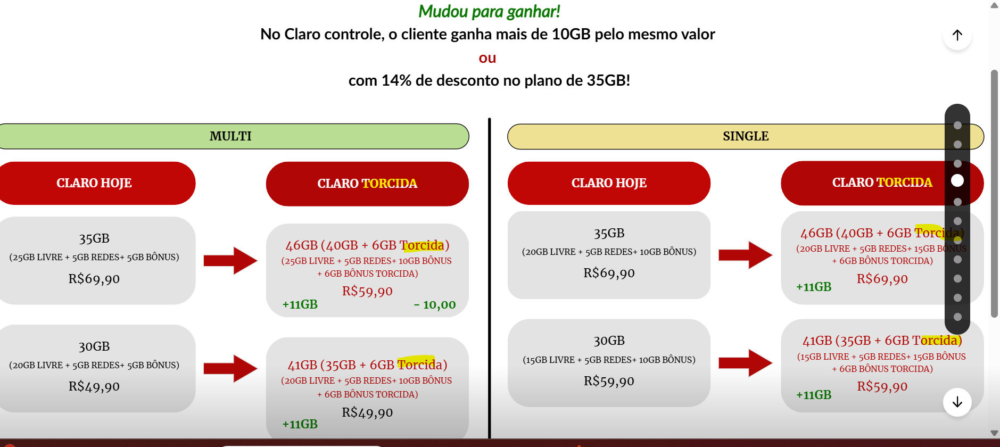 Mudou para ganhar!
No Claro controle, o cliente ganha mais de 10GB pelo mesmo valor
ou
com 14% de desconto no plano de 35GB!
MULTI
CLARO HOJE
CLARO TORCIDA
35GB
(25GB LIVRE + 5GB REDES+ 5GB BÔNUS)
R$69,90
46GB (40GB + 6GB Torcida)
(25GB LIVRE + 5GB REDES+ 10GB BÔNUS
+ 6GB BÔNUS TORCIDA)
R$59,90
+11GB
- 10,00
30GB
(20GB LIVRE + 5GB REDES+ 5GB BÔNUS)
R$49,90
41GB (35GB + 6GB Torcida)
(20GB LIVRE + 5GB REDES+ 10GB BÔNUS
+ 6GB BÔNUS TORCIDA)
R$49,90
+11GB
SINGLE
CLARO HOJE
CLARO TORCIDA
35GB
(20GB LIVRE + 5GB REDES+ 10GB BÔNUS)
R$69,90
46GB (40GB + 6GB Torcida)
(20GB LIVRE + 5GB REDES+ 15GB BÔNUS
+ 6GB BÔNUS TORCIDA)
R$69,90
+11GB
30GB
(15GB LIVRE + 5GB REDES+ 10GB BÔNUS)
R$59,90
41GB (35GB + 6GB Torcida)
(15GB LIVRE + 5GB REDES+ 15GB BÔNUS
+ 6GB BÔNUS TORCIDA)
R$59,90
+11GB